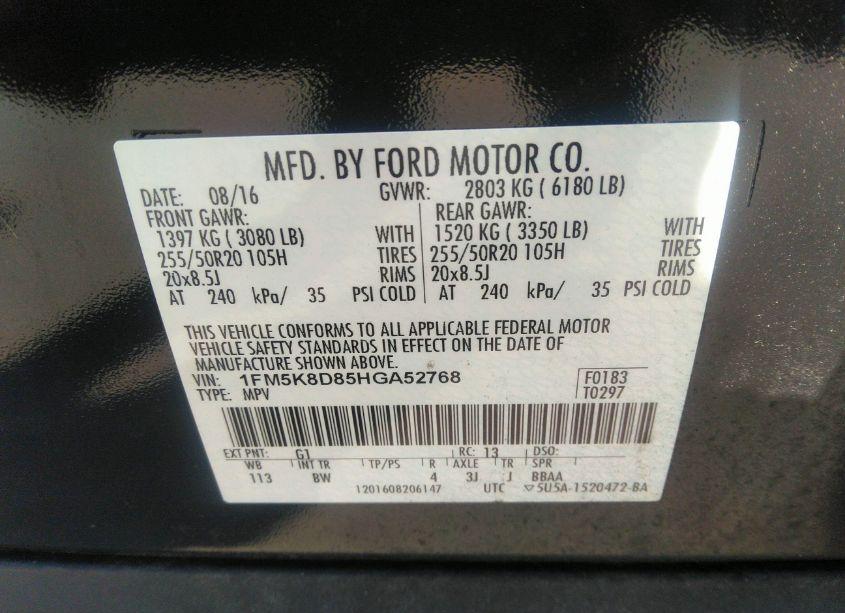 MFD. BY FORD MOTOR CO.
DATE: 08/16 GVWR: 2803 KG ( 6180 LB)
FRONT GAWR: REAR GAWR:
1397 KG ( 3080 LB) WITH 1520 KG ( 3350 LB) WITH
255/50R20 105H TIRES 255/50R20 105H TIRES
20x8.5J RIMS 20x8.5J RIMS
AT 240 kPa/ 35 PSI COLD AT 240 kPa/ 35 PSI COLD
THIS VEHICLE CONFORMS TO ALL APPLICABLE FEDERAL MOTOR
VEHICLE SAFETY STANDARDS IN EFFECT ON THE DATE OF
MANUFACTURE SHOWN ABOVE.
VIN: 1FM5K8D85HGA52768 F0183
TYPE: MPV T0297
EXT PNT: G1 RC: 13 DSO:
WB INT TR TP/PS R AXLE TR SPR
113 BW 4 3J J BBAA
1201608206147 UTC ▽5U5A-1520472-BA